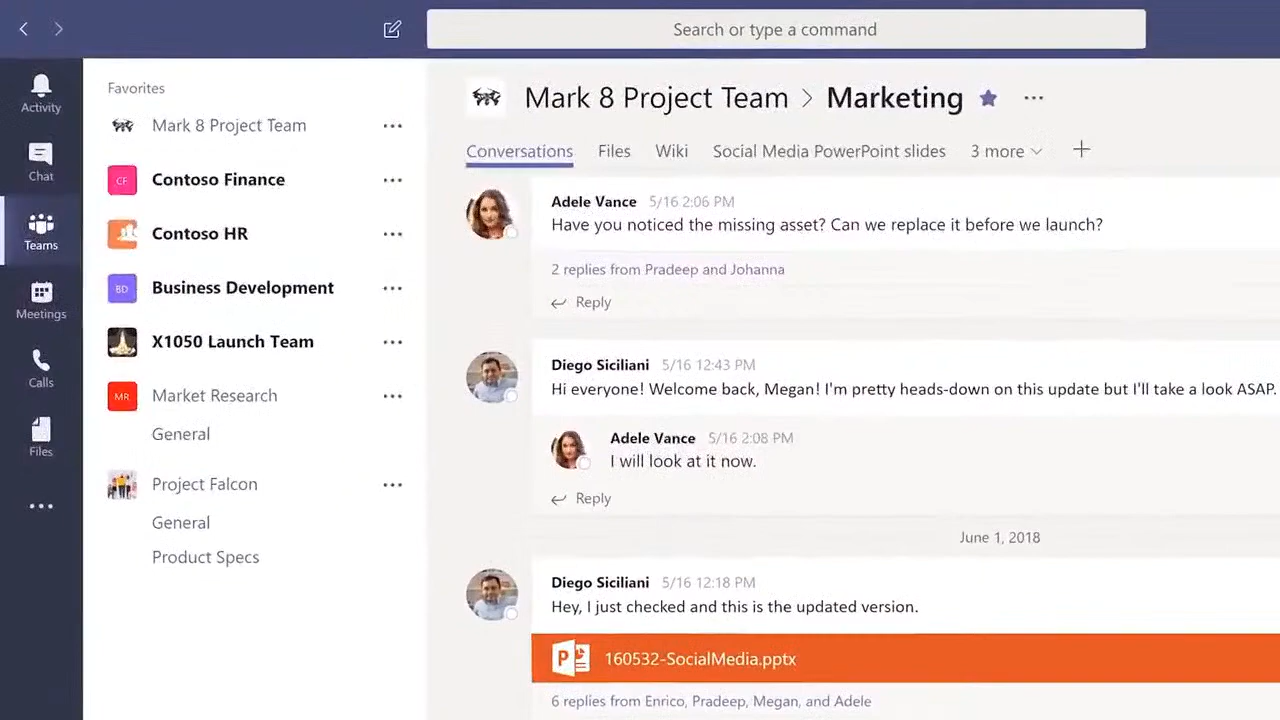 Search or type a command
Activity
Chat
Teams
Meetings
Calls
Files
Favorites
Mark 8 Project Team
CF Contoso Finance
Contoso HR
BD Business Development
X1050 Launch Team
MR Market Research
General
Project Falcon
General
Product Specs
Mark 8 Project Team > Marketing
Conversations Files Wiki Social Media PowerPoint slides 3 more
Adele Vance 5/16 2:06 PM
Have you noticed the missing asset? Can we replace it before we launch?
2 replies from Pradeep and Johanna
Reply
Diego Siciliani 5/16 12:43 PM
Hi everyone! Welcome back, Megan! I'm pretty heads-down on this update but I'll take a look ASAP.
Adele Vance 5/16 2:08 PM
I will look at it now.
Reply
June 1, 2018
Diego Siciliani 5/16 12:18 PM
Hey, I just checked and this is the updated version.
P 160532-SocialMedia.pptx
6 replies from Enrico, Pradeep, Megan, and Adele